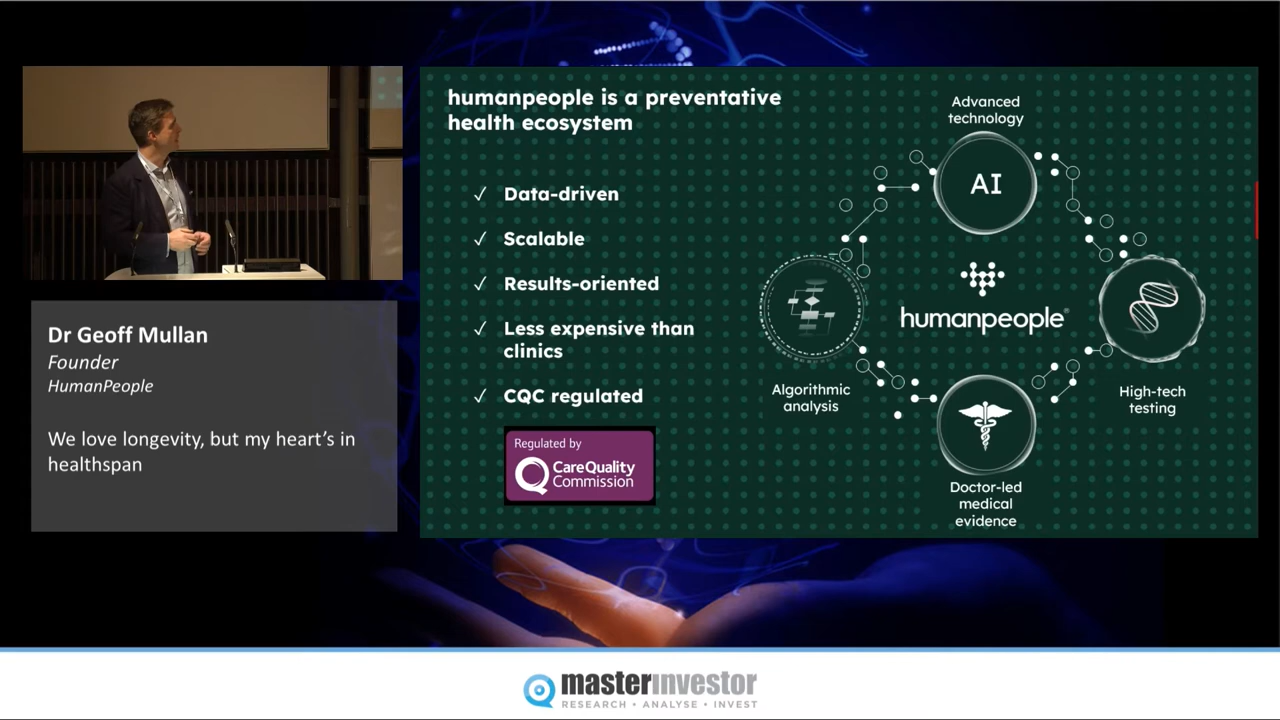 humanpeople is a preventative
health ecosystem
✓ Data-driven
✓ Scalable
✓ Results-oriented
✓ Less expensive than
clinics
✓ CQC regulated
Regulated by
CareQuality
Commission
Advanced
technology
AI
humanpeople
Algorithmic
analysis
High-tech
testing
Doctor-led
medical
evidence
Dr Geoff Mullan
Founder
HumanPeople
We love longevity, but my heart's in
healthspan
masterinvestor
RESEARCH • ANALYSE • INVEST